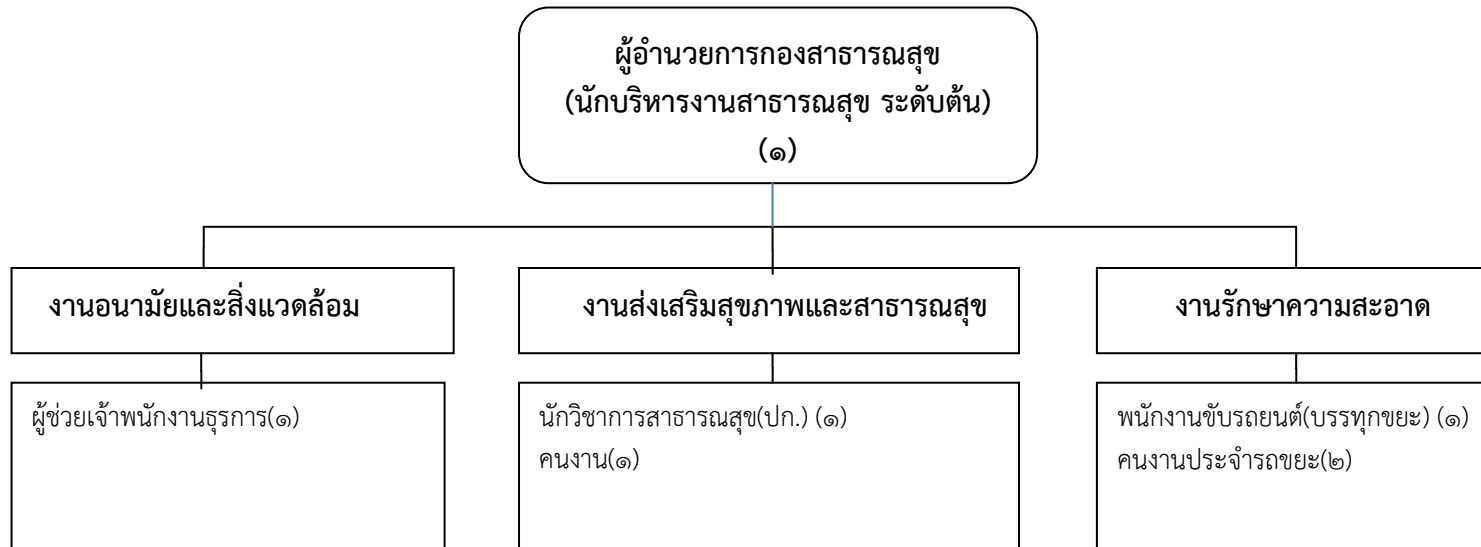 ผู้อำนวยการกองสาธารณสุข
(นักบริหารงานสาธารณสุข ระดับต้น)
(๑)
งานอนามัยและสิ่งแวดล้อม
งานส่งเสริมสุขภาพและสาธารณสุข
งานรักษาความสะอาด
ผู้ช่วยเจ้าพนักงานธุรการ(๑)
นักวิชาการสาธารณสุข(ปก.) (๑)
คนงาน(๑)
พนักงานขับรถยนต์(บรรทุกขยะ) (๑)
คนงานประจำรถขยะ(๒)